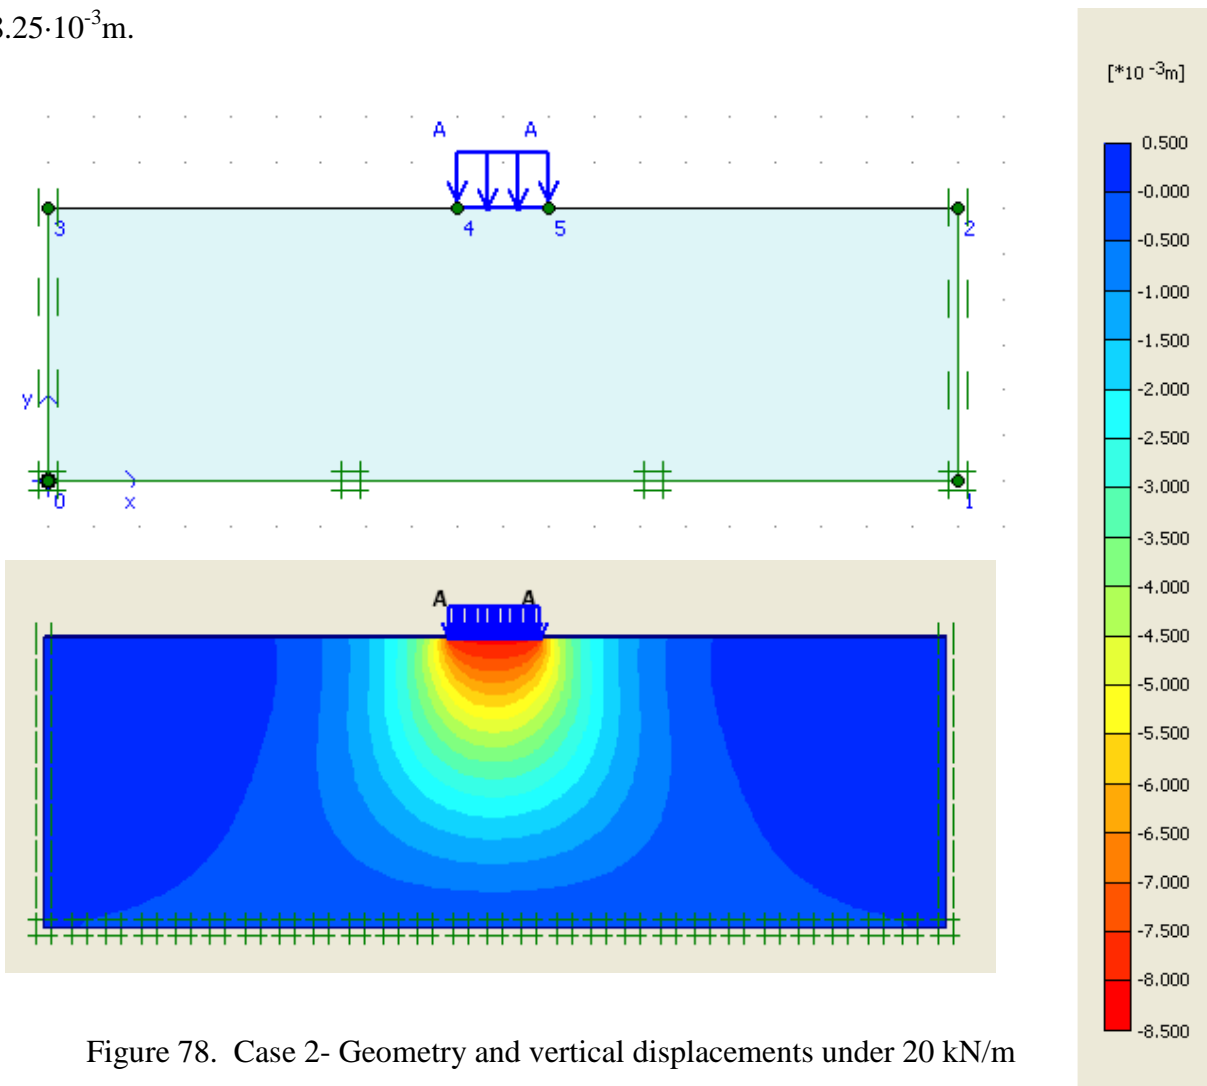 8.25·10⁻³m.
[*10 ⁻³m]
A A
3 4 5 2
y
0 x 1
A A
0.500
-0.000
-0.500
-1.000
-1.500
-2.000
-2.500
-3.000
-3.500
-4.000
-4.500
-5.000
-5.500
-6.000
-6.500
-7.000
-7.500
-8.000
-8.500
Figure 78. Case 2- Geometry and vertical displacements under 20 kN/m